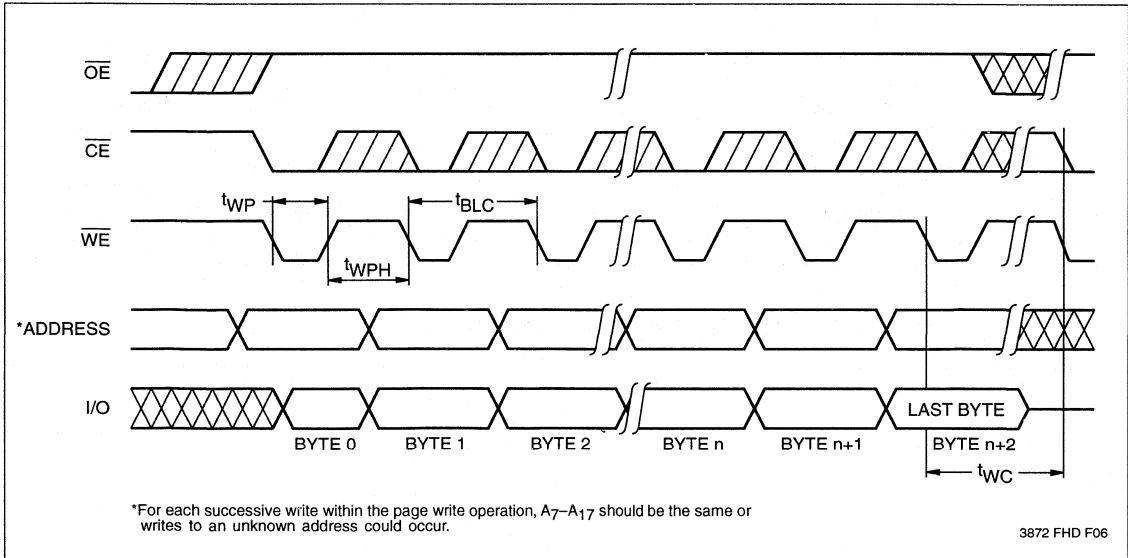 OE
CE
tWP
tBLC
WE
tWPH
*ADDRESS
I/O
LAST BYTE
BYTE 0 BYTE 1 BYTE 2 BYTE n BYTE n+1 BYTE n+2
tWC
*For each successive write within the page write operation, A7–A17 should be the same or
writes to an unknown address could occur.
3872 FHD F06